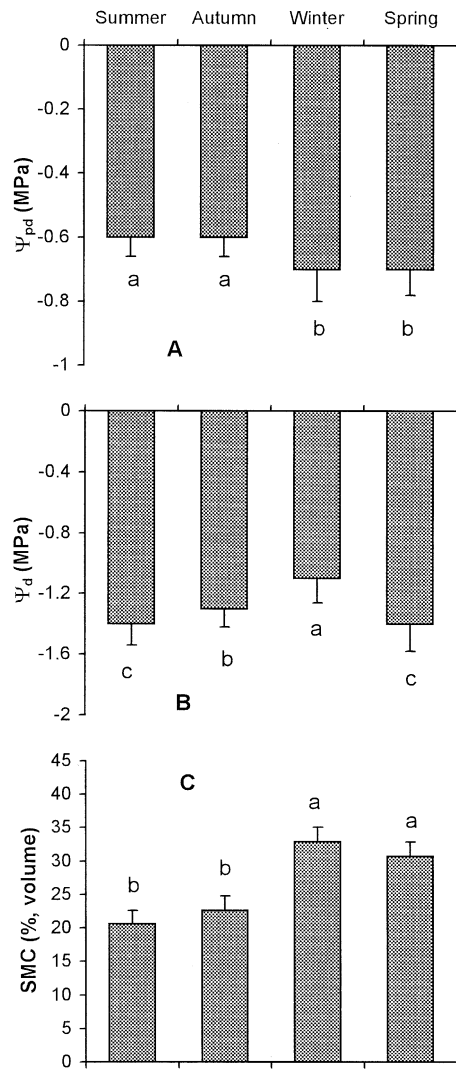 Summer Autumn Winter Spring
0
-0.2
-0.4
-0.6
-0.8
-1
Ψpd (MPa)
a a b b
A
0
-0.4
-0.8
-1.2
-1.6
-2
Ψd (MPa)
c b a c
B
45
40
35
30
25
20
15
10
5
0
SMC (%, volume)
C
b b a a